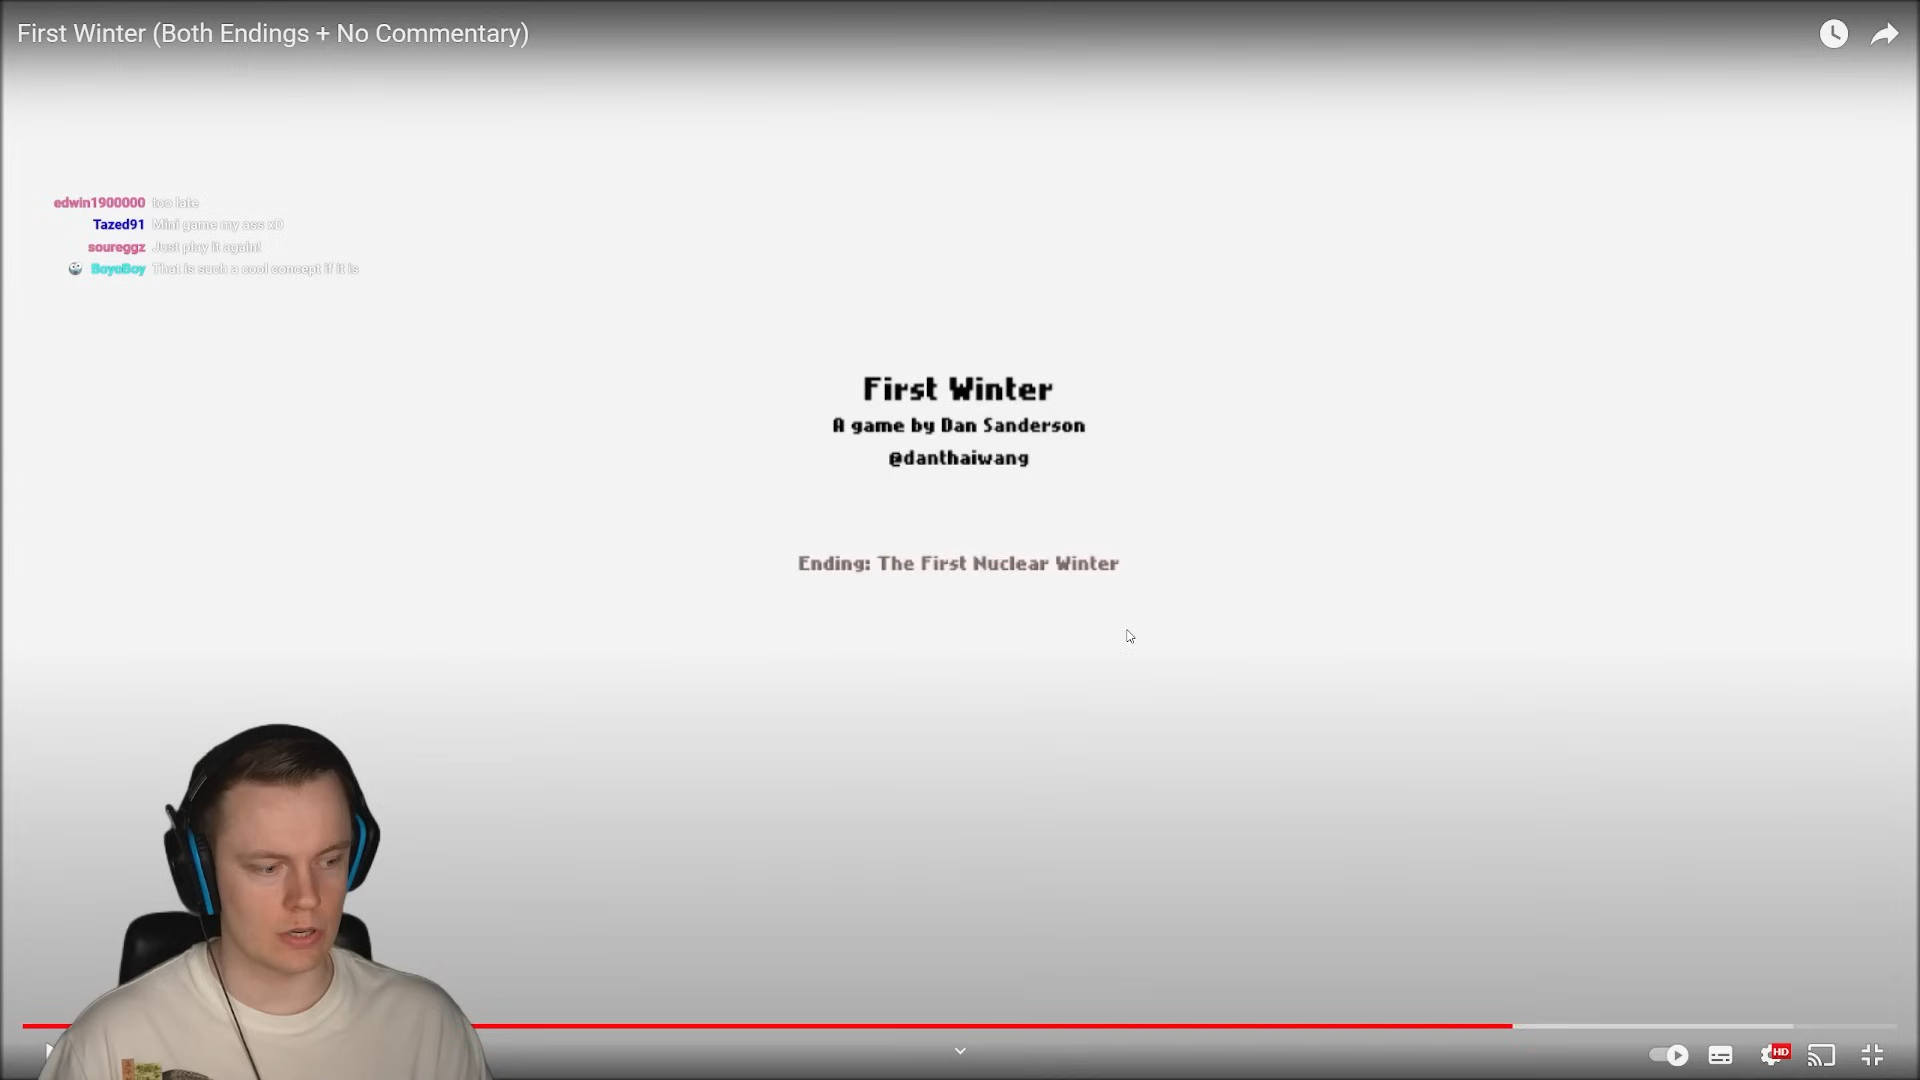 First Winter (Both Endings + No Commentary)
edwin1900000 too late
Tazed91 Mini game my ass xD
soureggz Just play it again!
BoyoBoy That is such a cool concept if it is
First Winter
A game by Dan Sanderson
@danthaiwang
Ending: The First Nuclear Winter
HD